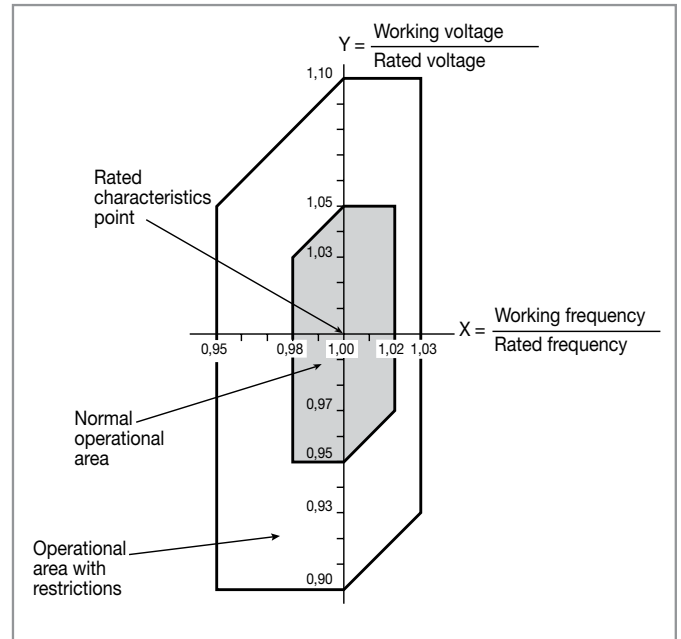 Y = Working voltage
Rated voltage
1,10
Rated
characteristics
point
1,05
1,03
X = Working frequency
Rated frequency
0,95 0,98 1,00 1,02 1,03
Normal
operational
area
0,97
0,95
0,93
Operational
area with
restrictions
0,90